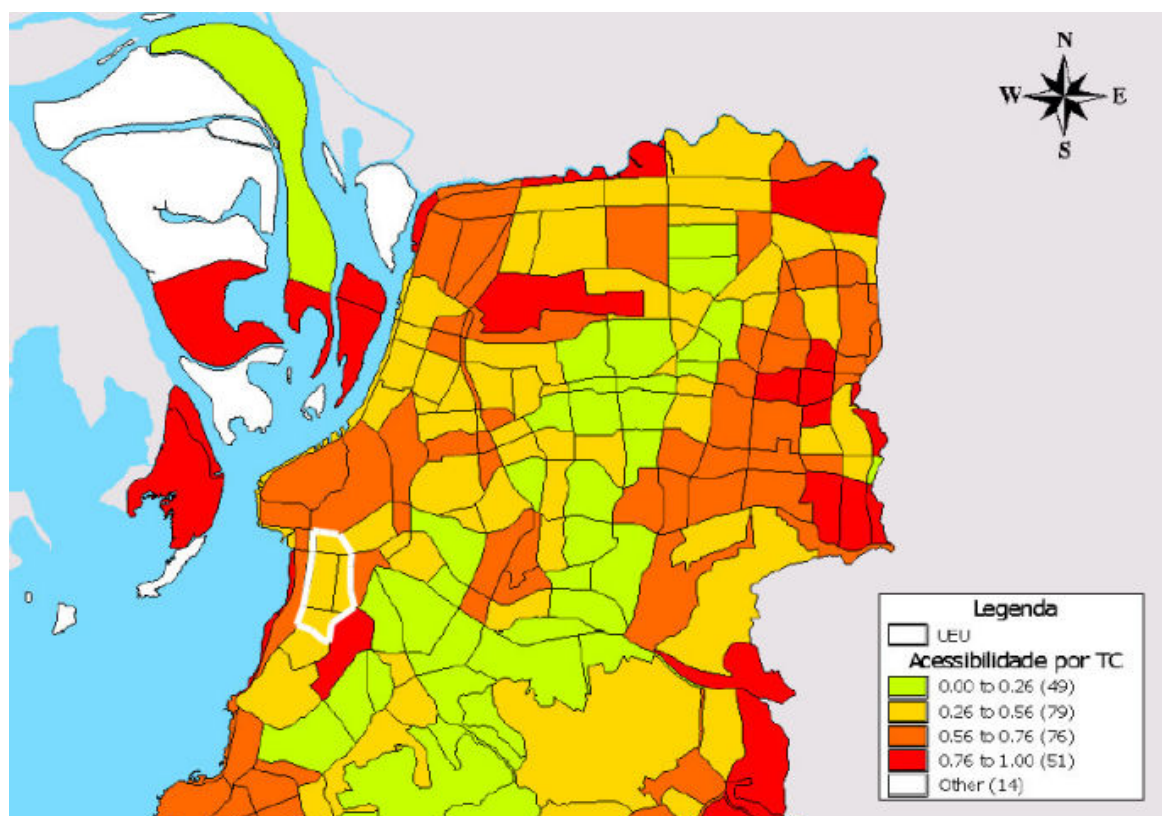 N
W E
S
Legenda
UEU
Acessibilidade por TC
0.00 to 0.26 (49)
0.26 to 0.56 (79)
0.56 to 0.76 (76)
0.76 to 1.00 (51)
Other (14)